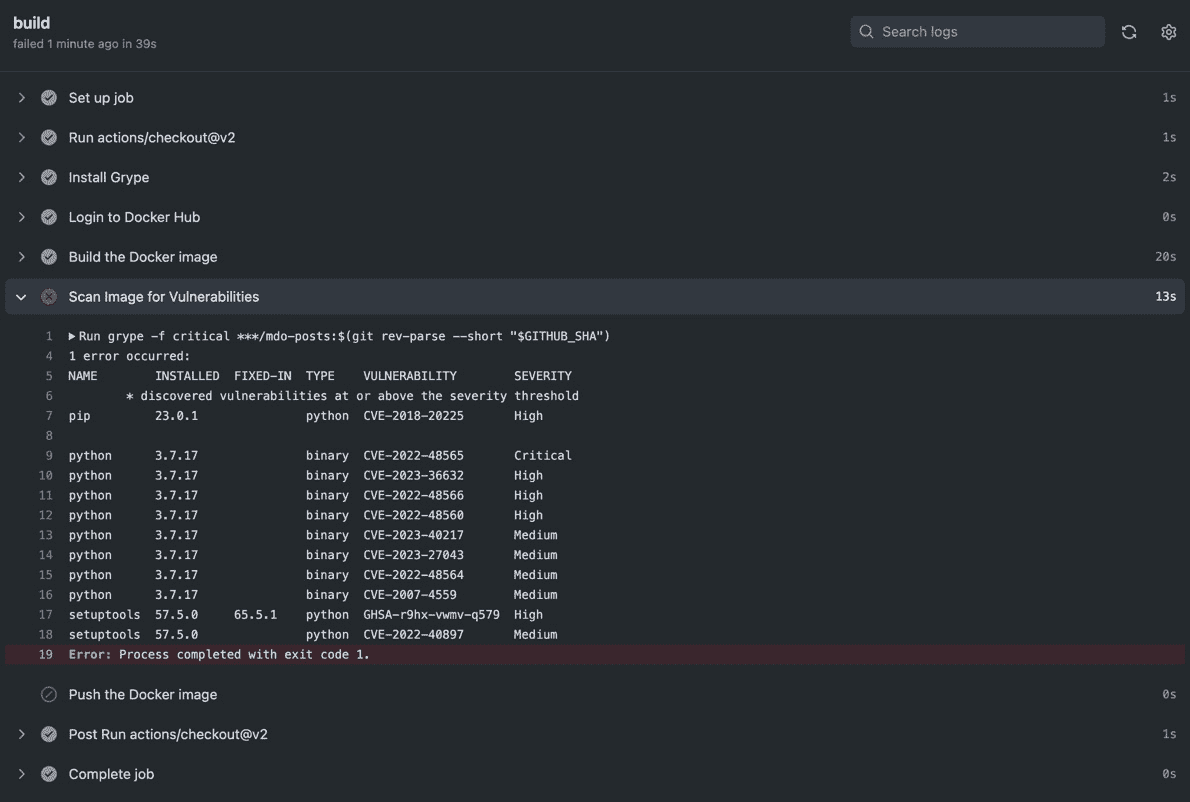 build
failed 1 minute ago in 39s
Search logs
Set up job 1s
Run actions/checkout@v2 1s
Install Grype 2s
Login to Docker Hub 0s
Build the Docker image 20s
Scan Image for Vulnerabilities 13s
1 Run grype -f critical ***/mdo-posts:$(git rev-parse --short "$GITHUB_SHA")
4 1 error occurred:
5 NAME INSTALLED FIXED-IN TYPE VULNERABILITY SEVERITY
6 * discovered vulnerabilities at or above the severity threshold
7 pip 23.0.1 python CVE-2018-20225 High
8
9 python 3.7.17 binary CVE-2022-48565 Critical
10 python 3.7.17 binary CVE-2023-36632 High
11 python 3.7.17 binary CVE-2022-48566 High
12 python 3.7.17 binary CVE-2022-48560 High
13 python 3.7.17 binary CVE-2023-40217 Medium
14 python 3.7.17 binary CVE-2023-27043 Medium
15 python 3.7.17 binary CVE-2022-48564 Medium
16 python 3.7.17 binary CVE-2007-4559 Medium
17 setuptools 57.5.0 65.5.1 python GHSA-r9hx-vwmv-q579 High
18 setuptools 57.5.0 python CVE-2022-40897 Medium
19 Error: Process completed with exit code 1.
Push the Docker image 0s
Post Run actions/checkout@v2 1s
Complete job 0s